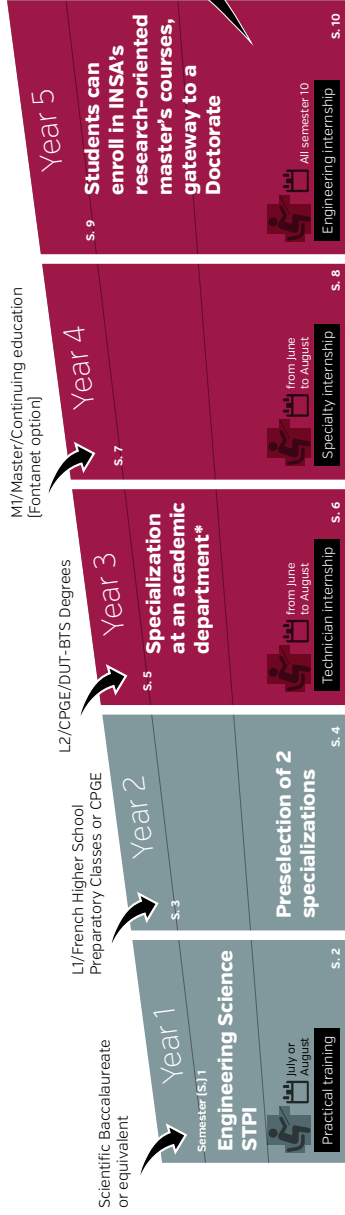 Scientific Baccalaureate
or equivalent
Year 1
Semester (S.) 1
Engineering Science
STPI
July or
August
Practical training
S. 2
L1/French Higher School
Preparatory Classes or CPGE
Year 2
S. 3
Preselection of 2
specializations
S. 4
L2/CPGE/DUT-BTS Degrees
Year 3
S. 5
Specialization
at an academic
department*
from June
to August
Technician internship
S. 6
M1/Master/Continuing education
(Fontanet option)
Year 4
S. 7
from June
to August
Specialty internship
S. 8
Year 5
S. 9
Students can
enroll in INSA's
research-oriented
master's courses,
gateway to a
Doctorate
All semester 10
Engineering internship
S. 10